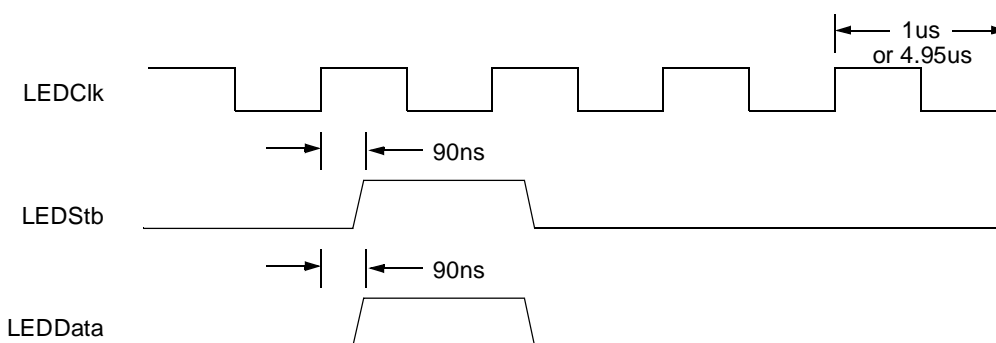 1us
or 4.95us
LEDClk
90ns
LEDStb
90ns
LEDData